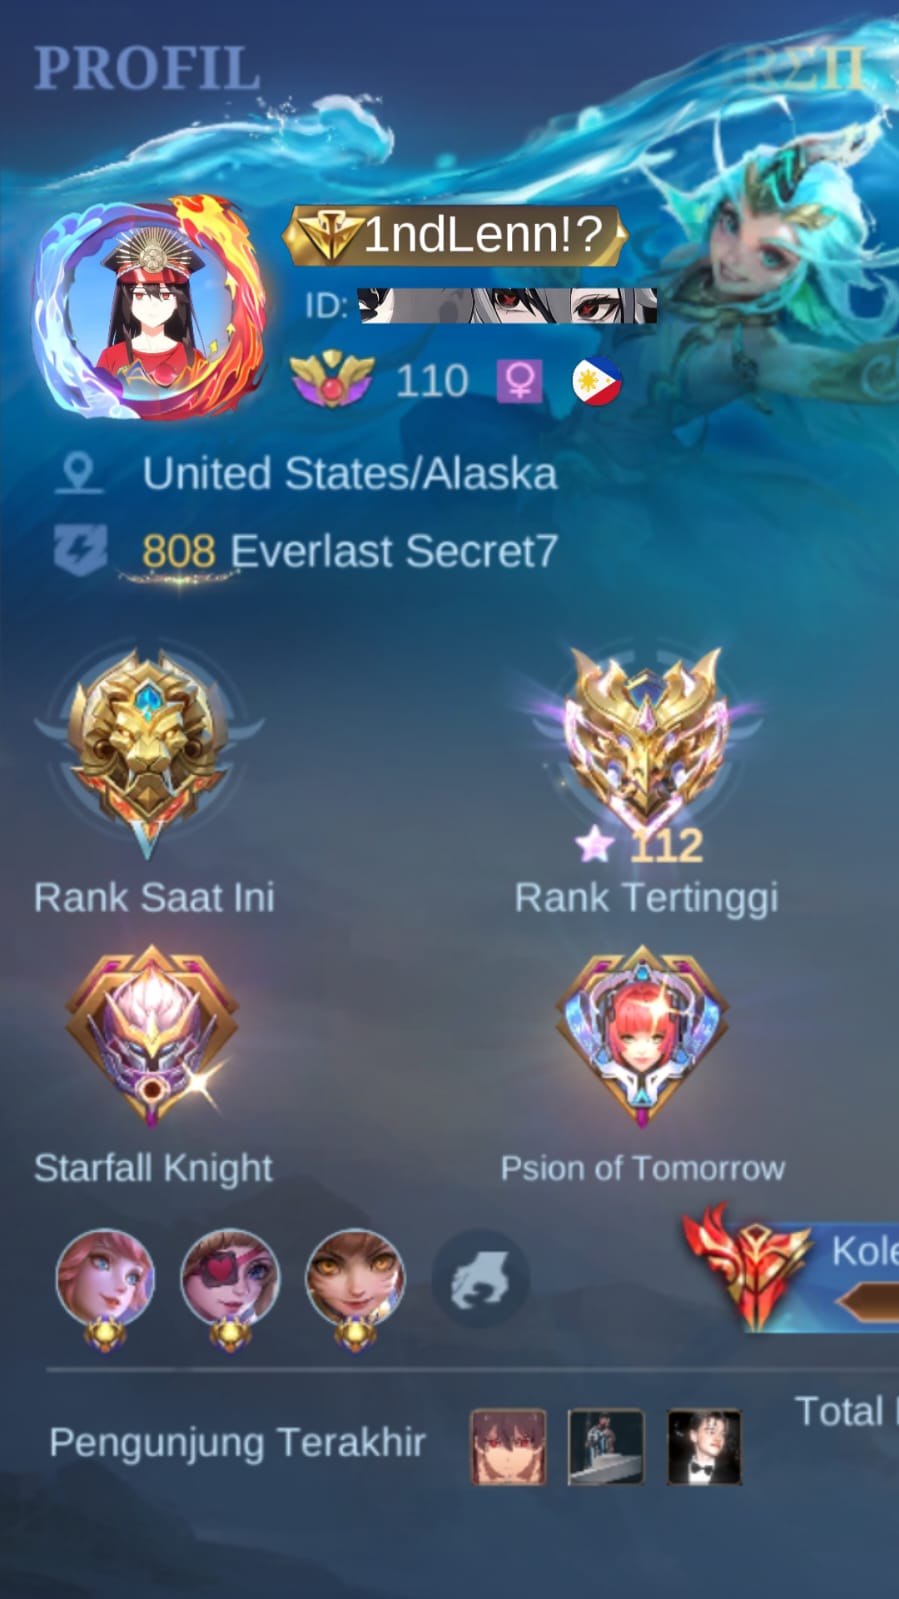 PROFIL
1ndLenn!?
ID:
110
United States/Alaska
808 Everlast Secret7
112
Rank Saat Ini
Rank Tertinggi
Starfall Knight
Psion of Tomorrow
Kole
Pengunjung Terakhir
Total